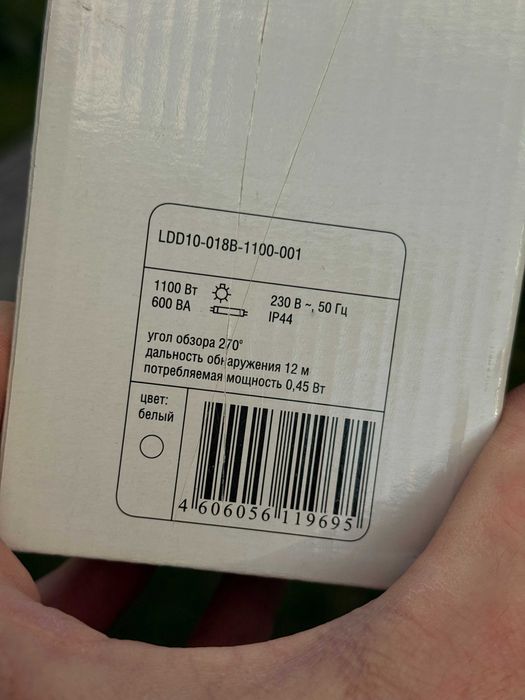 LDD10-018B-1100-001
1100 Вт
600 ВА
230 В ~, 50 Гц
IP44
угол обзора 270°
дальность обнаружения 12 м
потребляемая мощность 0,45 Вт
цвет:
белый
4 606056 119695